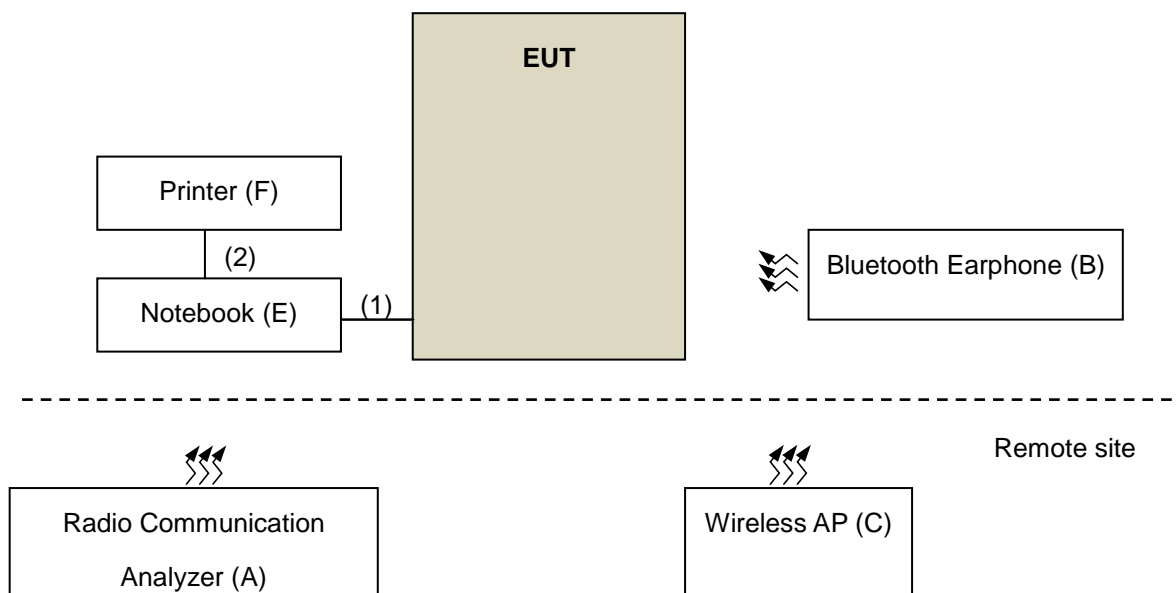 EUT
Printer (F)
(2)
Notebook (E)
(1)
Bluetooth Earphone (B)
Remote site
Radio Communication
Analyzer (A)
Wireless AP (C)